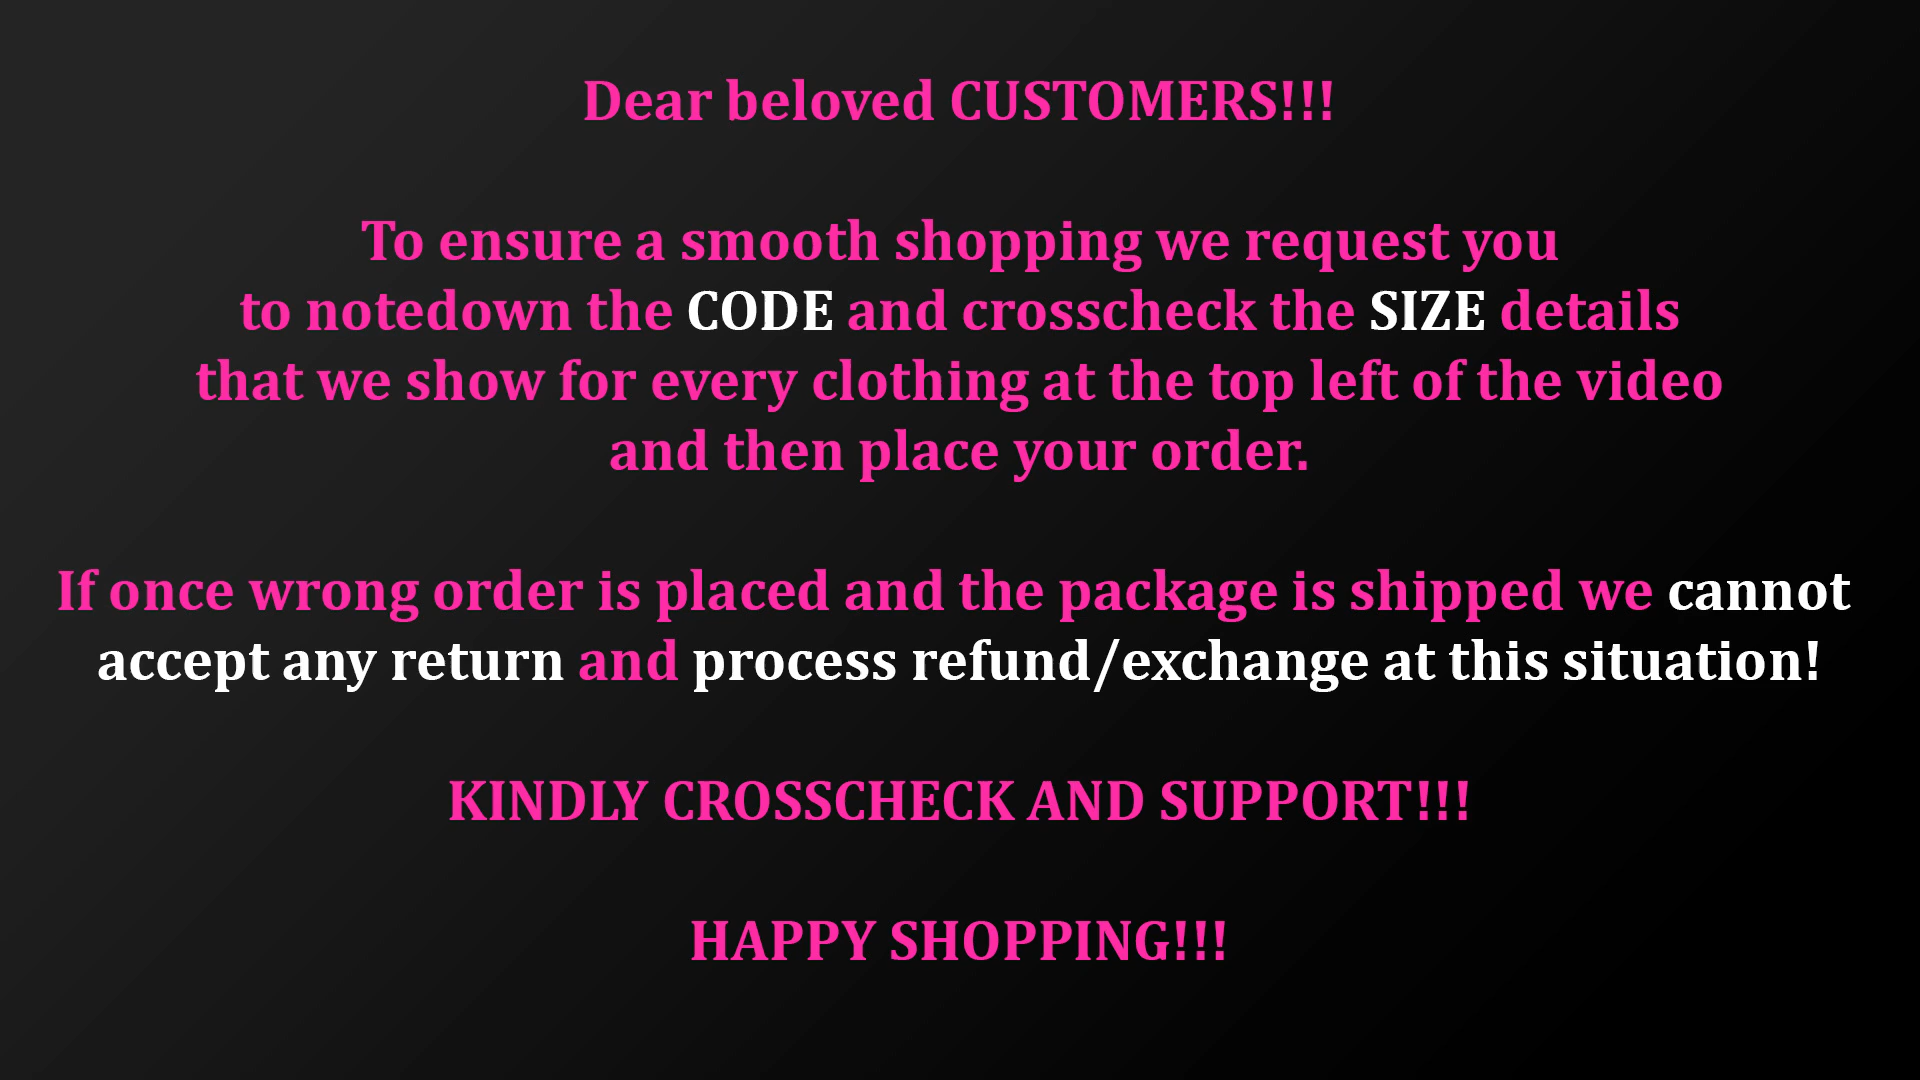 Dear beloved CUSTOMERS!!!
To ensure a smooth shopping we request you
to notedown the CODE and crosscheck the SIZE details
that we show for every clothing at the top left of the video
and then place your order.
If once wrong order is placed and the package is shipped we cannot
accept any return and process refund/exchange at this situation!
KINDLY CROSSCHECK AND SUPPORT!!!
HAPPY SHOPPING!!!